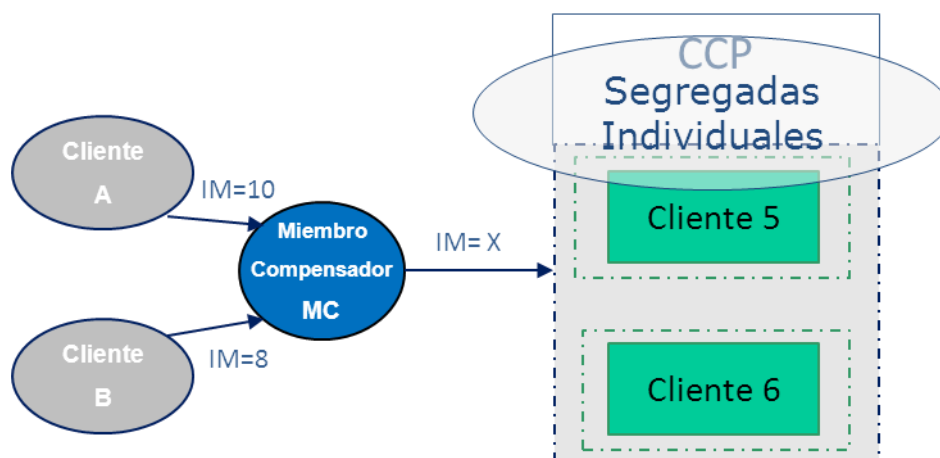 CCP
Segregadas
Individuales
Cliente
A
IM=10
Miembro
Compensador
MC
IM= X
Cliente 5
Cliente
B
IM=8
Cliente 6